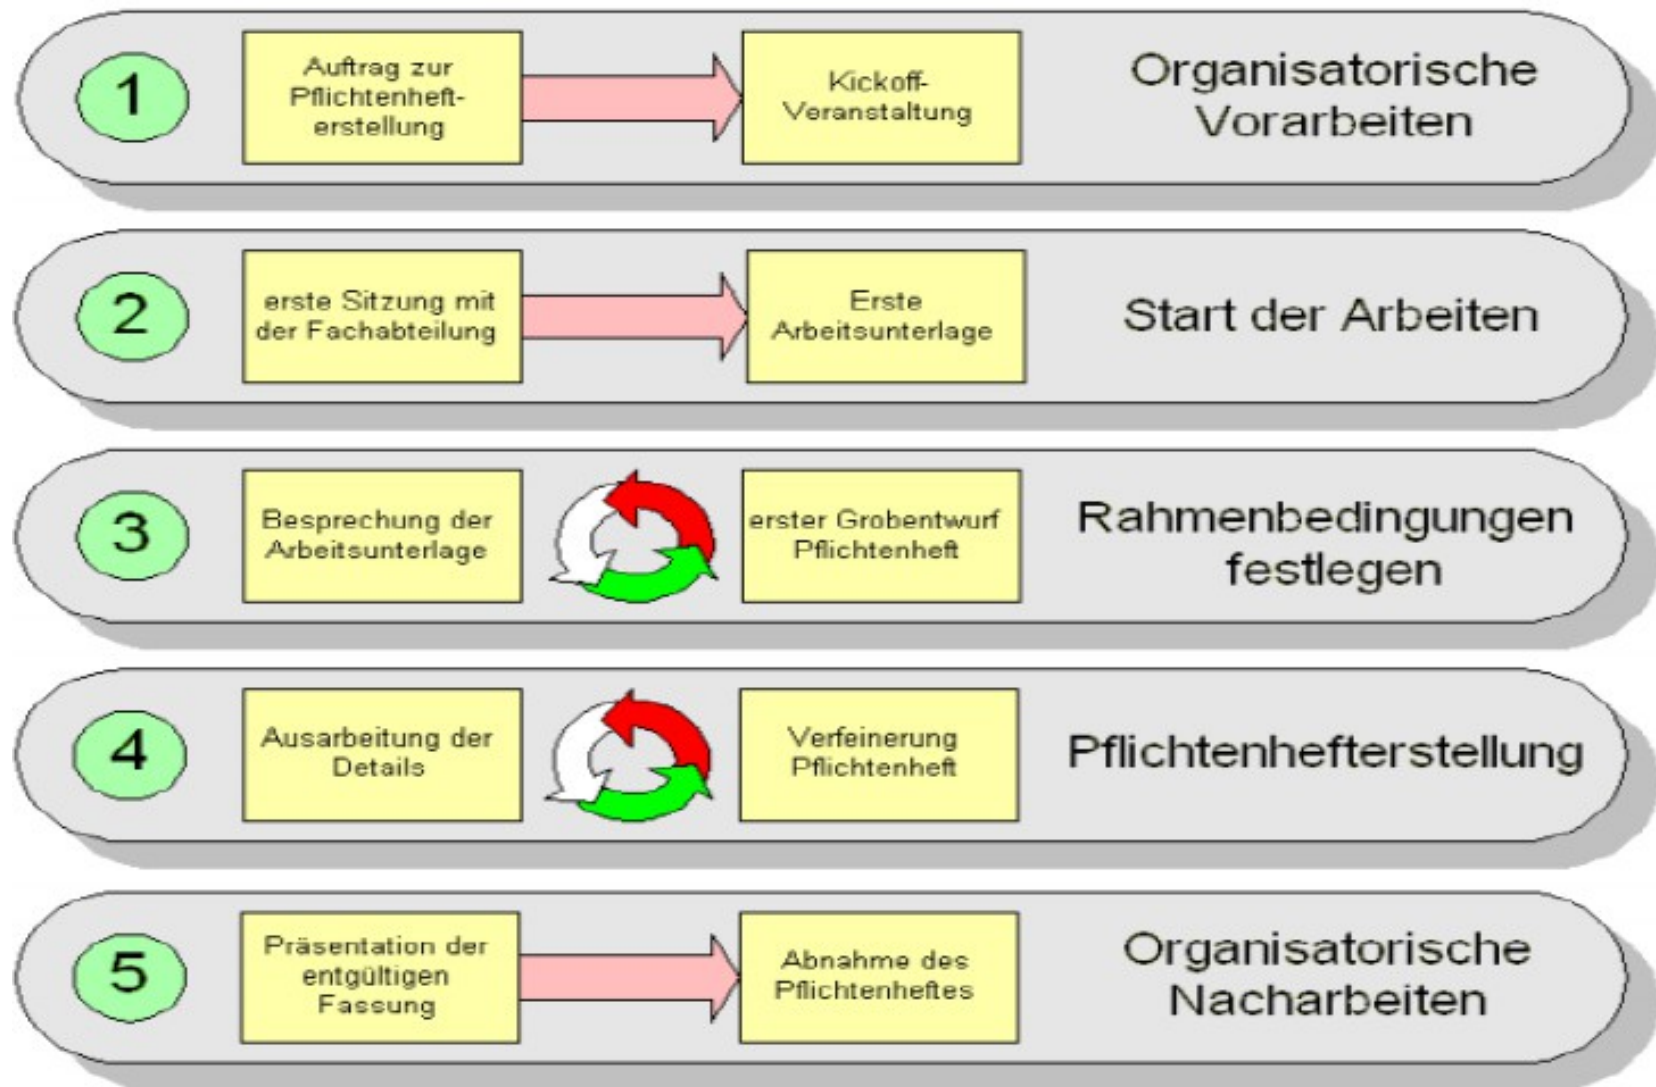 1
Auftrag zur
Pflichtenheft-
erstellung
Kickoff-
Veranstaltung
Organisatorische
Vorarbeiten
2
erste Sitzung mit
der Fachabteilung
Erste
Arbeitsunterlage
Start der Arbeiten
3
Besprechung der
Arbeitsunterlage
erster Grobentwurf
Pflichtenheft
Rahmenbedingungen
festlegen
4
Ausarbeitung der
Details
Verfeinerung
Pflichtenheft
Pflichtenhefterstellung
5
Präsentation der
entgültigen
Fassung
Abnahme des
Pflichtenheftes
Organisatorische
Nacharbeiten